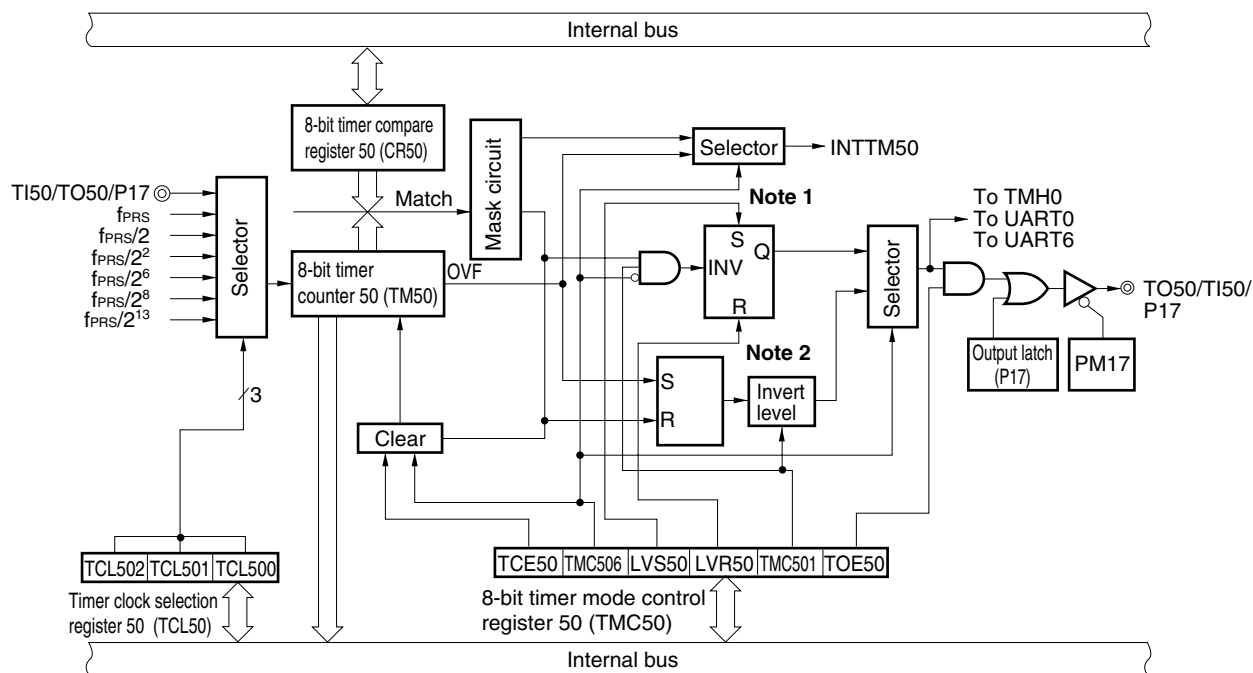 Internal bus
8-bit timer compare
register 50 (CR50)
Mask circuit
Selector
INTTM50
TI50/TO50/P17
fPRS
fPRS/2
fPRS/2²
fPRS/2⁶
fPRS/2⁸
fPRS/2¹³
Selector
Match
8-bit timer
counter 50 (TM50)
OVF
Note 1
S
Q
INV
R
Selector
To TMH0
To UART0
To UART6
TO50/TI50/
P17
Output latch
(P17)
PM17
Note 2
S
R
Invert
level
3
Clear
TCL502
TCL501
TCL500
Timer clock selection
register 50 (TCL50)
TCE50
TMC506
LVS50
LVR50
TMC501
TOE50
8-bit timer mode control
register 50 (TMC50)
Internal bus